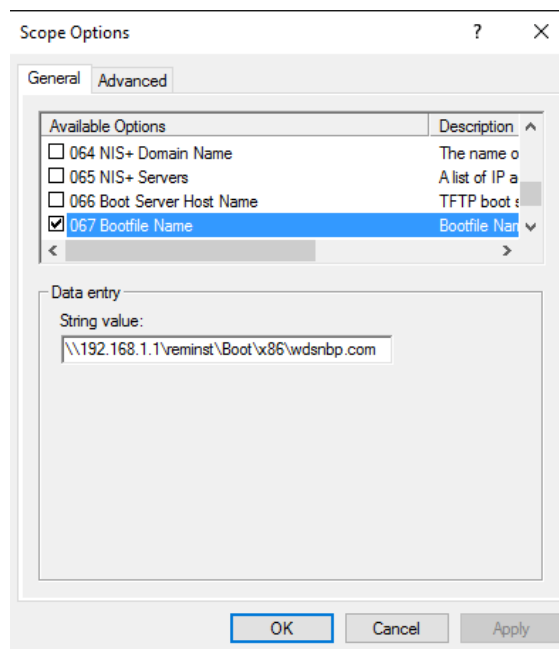 Scope Options ?
General Advanced
Available Options Description
064 NIS+ Domain Name The name o
065 NIS+ Servers A list of IP a
066 Boot Server Host Name TFTP boot s
067 Bootfile Name Bootfile Nan
Data entry
String value:
\\192.168.1.1\reminst\Boot\x86\wdsnbp.com
OK Cancel Apply